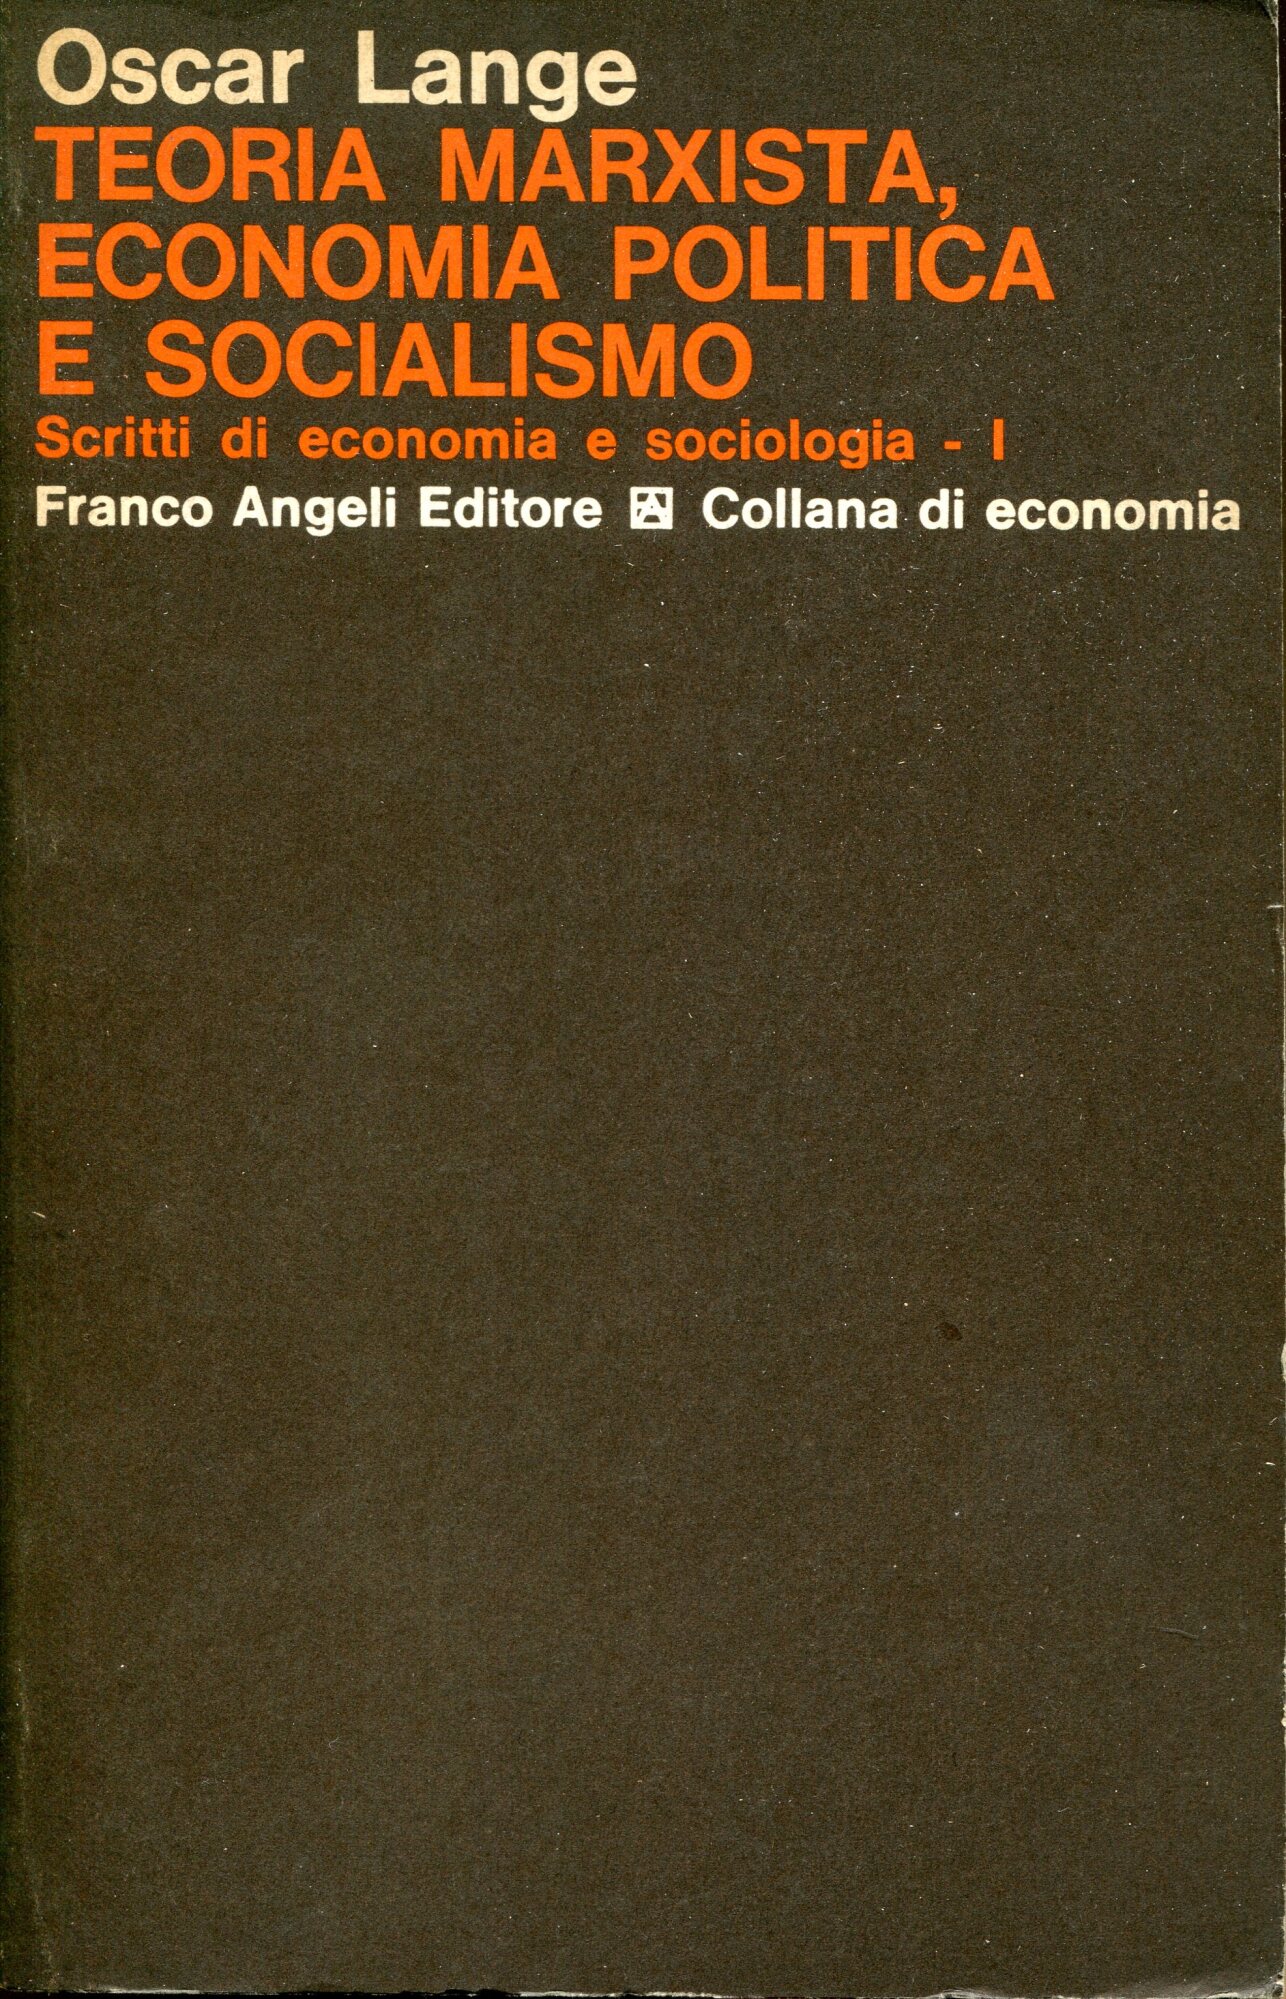 Oscar Lange
TEORIA MARXISTA,
ECONOMIA POLITICA
E SOCIALISMO
Scritti di economia e sociologia - I
Franco Angeli Editore Collana di economia